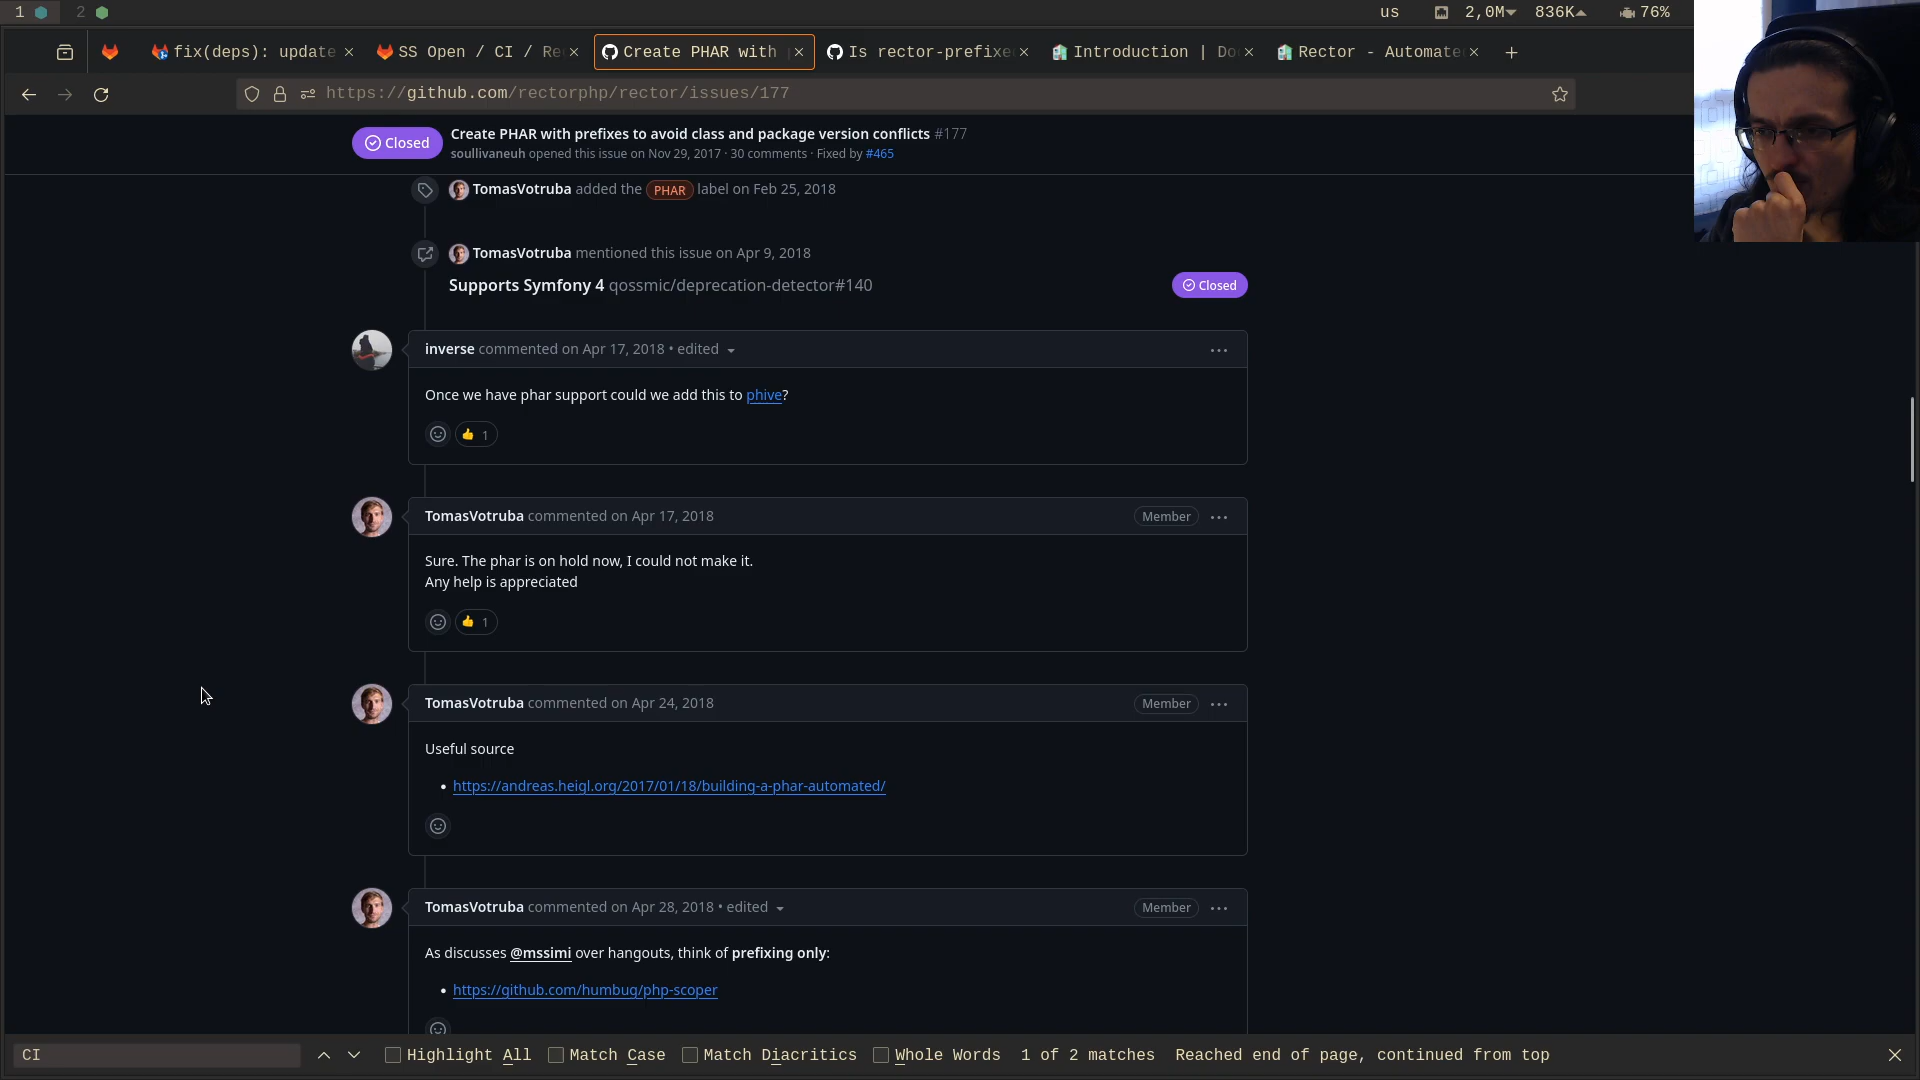 1 2 us 2,0M 836K 76%
fix(deps): update SS Open / CI / Re Create PHAR with Is rector-prefixe Introduction | Do Rector - Automate
https://github.com/rectorphp/rector/issues/177
Closed
Create PHAR with prefixes to avoid class and package version conflicts #177
soullivaneuh opened this issue on Nov 29, 2017 · 30 comments · Fixed by #465
TomasVotruba added the PHAR label on Feb 25, 2018
TomasVotruba mentioned this issue on Apr 9, 2018
Supports Symfony 4 qossmic/deprecation-detector#140
Closed
inverse commented on Apr 17, 2018 • edited
Once we have phar support could we add this to phive?
👍 1
TomasVotruba commented on Apr 17, 2018
Member
Sure. The phar is on hold now, I could not make it.
Any help is appreciated
👍 1
TomasVotruba commented on Apr 24, 2018
Member
Useful source
• https://andreas.heigl.org/2017/01/18/building-a-phar-automated/
TomasVotruba commented on Apr 28, 2018 • edited
Member
As discusses @mssimi over hangouts, think of prefixing only:
• https://github.com/humbug/php-scoper
CI Highlight All Match Case Match Diacritics Whole Words 1 of 2 matches Reached end of page, continued from top